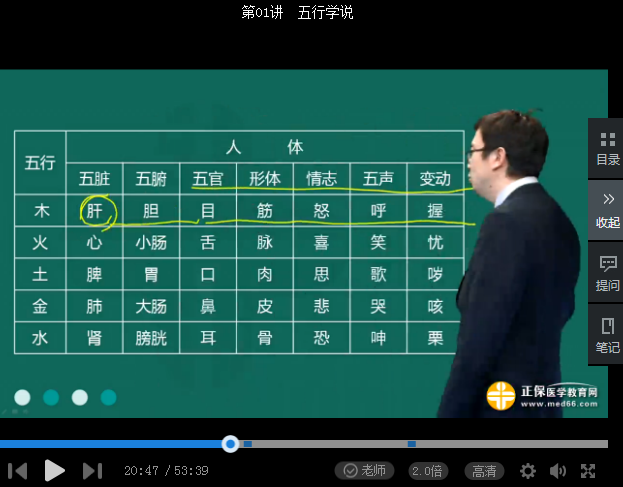 第01讲 五行学说
五行 人 体
五脏 五腑 五官 形体 情志 五声 变动
木 肝 胆 目 筋 怒 呼 握
火 心 小肠 舌 脉 喜 笑 忧
土 脾 胃 口 肉 思 歌 哕
金 肺 大肠 鼻 皮 悲 哭 咳
水 肾 膀胱 耳 骨 恐 呻 栗
目录
收起
提问
笔记
正保医学教育网
www.med66.com
20:47 / 53:39 老师 2.0倍 高清